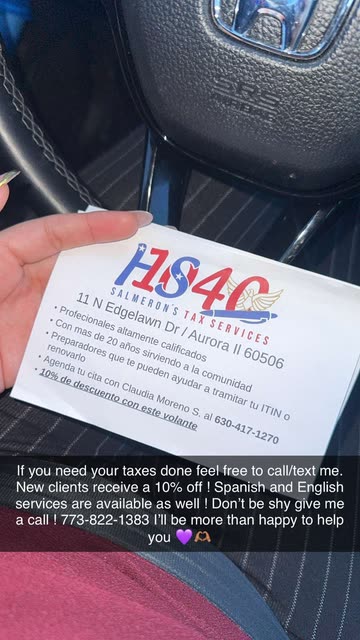 SRS
AIRBAG
HS40
SALMERON'S TAX SERVICES
11 N Edgelawn Dr / Aurora Il 60506
• Profecionales altamente calificados
• Con mas de 20 años sirviendo a la comunidad
• Preparadores que te pueden ayudar a tramitar tu ITIN o
renovarlo
• Agenda tu cita con Claudia Moreno S. al 630-417-1270
• 10% de descuento con este volante
If you need your taxes done feel free to call/text me.
New clients receive a 10% off ! Spanish and English
services are available as well ! Don't be shy give me
a call ! 773-822-1383 I'll be more than happy to help
you 💜🫶🏽